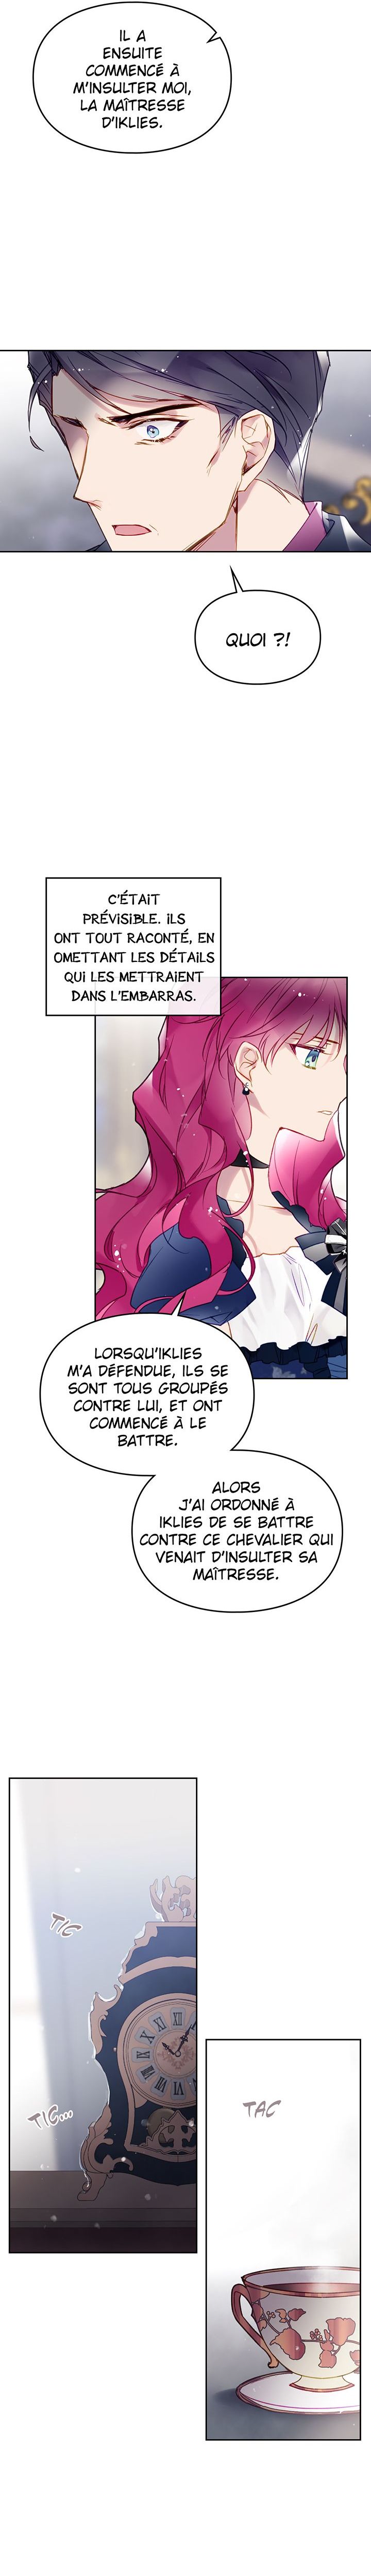 IL A
ENSUITE
COMMENCÉ À
M'INSULTER MOI,
LA MAÎTRESSE
D'IKLIES.
QUOI ?!
C'ÉTAIT
PRÉVISIBLE. ILS
ONT TOUT RACONTÉ, EN
OMETTANT LES DÉTAILS
QUI LES METTRAIENT
DANS L'EMBARRAS.
LORSQU'IKLIES
M'A DÉFENDUE, ILS SE
SONT TOUS GROUPÉS
CONTRE LUI, ET ONT
COMMENCÉ À LE
BATTRE.
ALORS
J'AI ORDONNÉ À
IKLIES DE SE BATTRE
CONTRE CE CHEVALIER QUI
VENAIT D'INSULTER SA
MAÎTRESSE.
TIC
TIC...
TAC